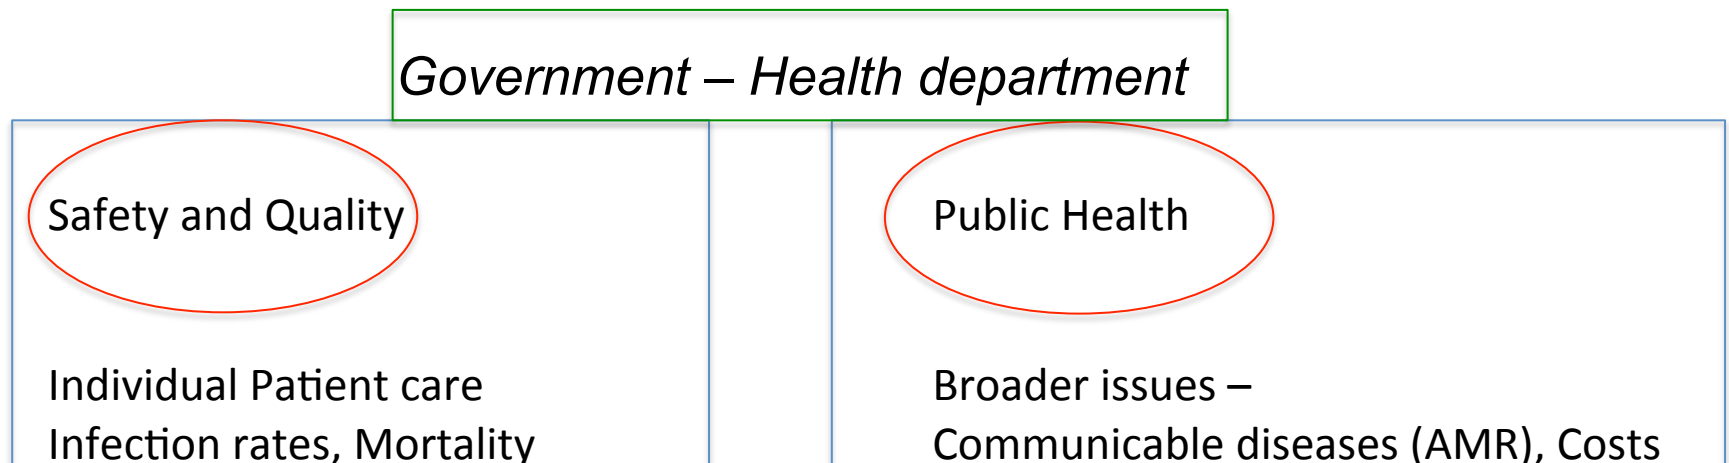 Government – Health department
Safety and Quality
Individual Patient care
Infection rates, Mortality
Public Health
Broader issues –
Communicable diseases (AMR), Costs